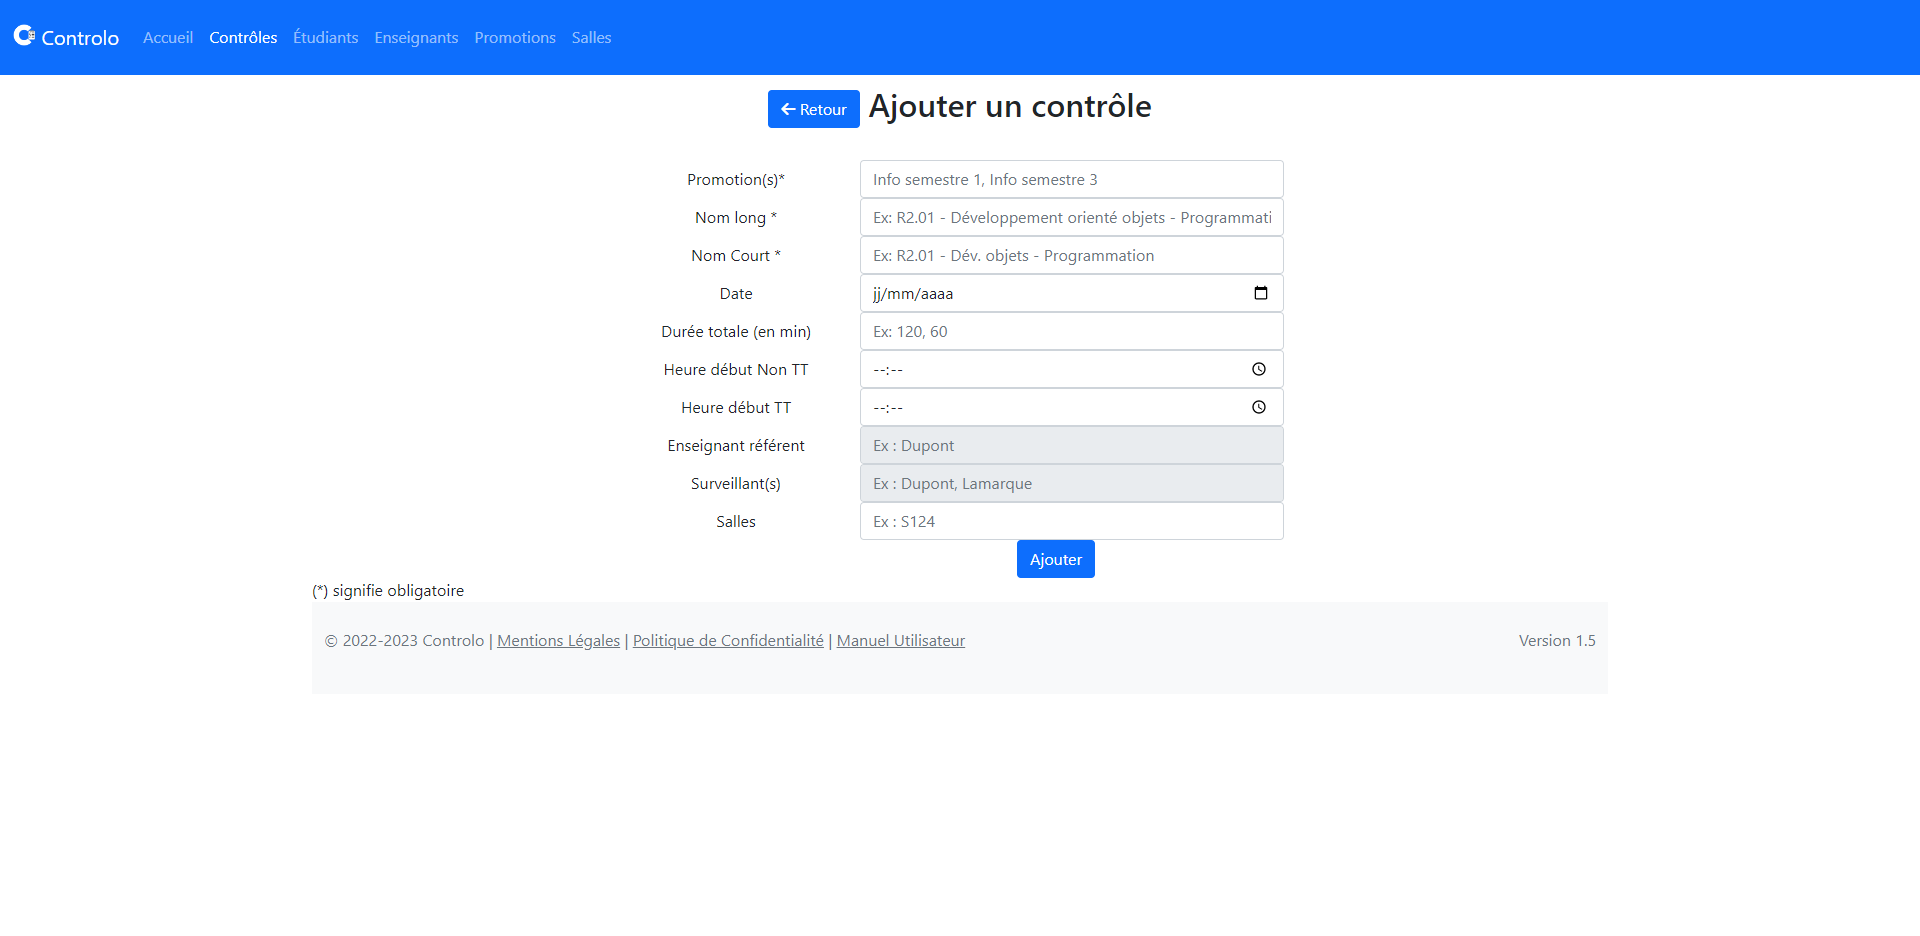 Controlo Accueil Contrôles Étudiants Enseignants Promotions Salles
Retour Ajouter un contrôle
Promotion(s)* Info semestre 1, Info semestre 3
Nom long * Ex: R2.01 - Développement orienté objets - Programmati
Nom Court * Ex: R2.01 - Dév. objets - Programmation
Date jj/mm/aaaa
Durée totale (en min) Ex: 120, 60
Heure début Non TT --:--
Heure début TT --:--
Enseignant référent Ex : Dupont
Surveillant(s) Ex : Dupont, Lamarque
Salles Ex : S124
Ajouter
(*) signifie obligatoire
© 2022-2023 Controlo | Mentions Légales | Politique de Confidentialité | Manuel Utilisateur Version 1.5